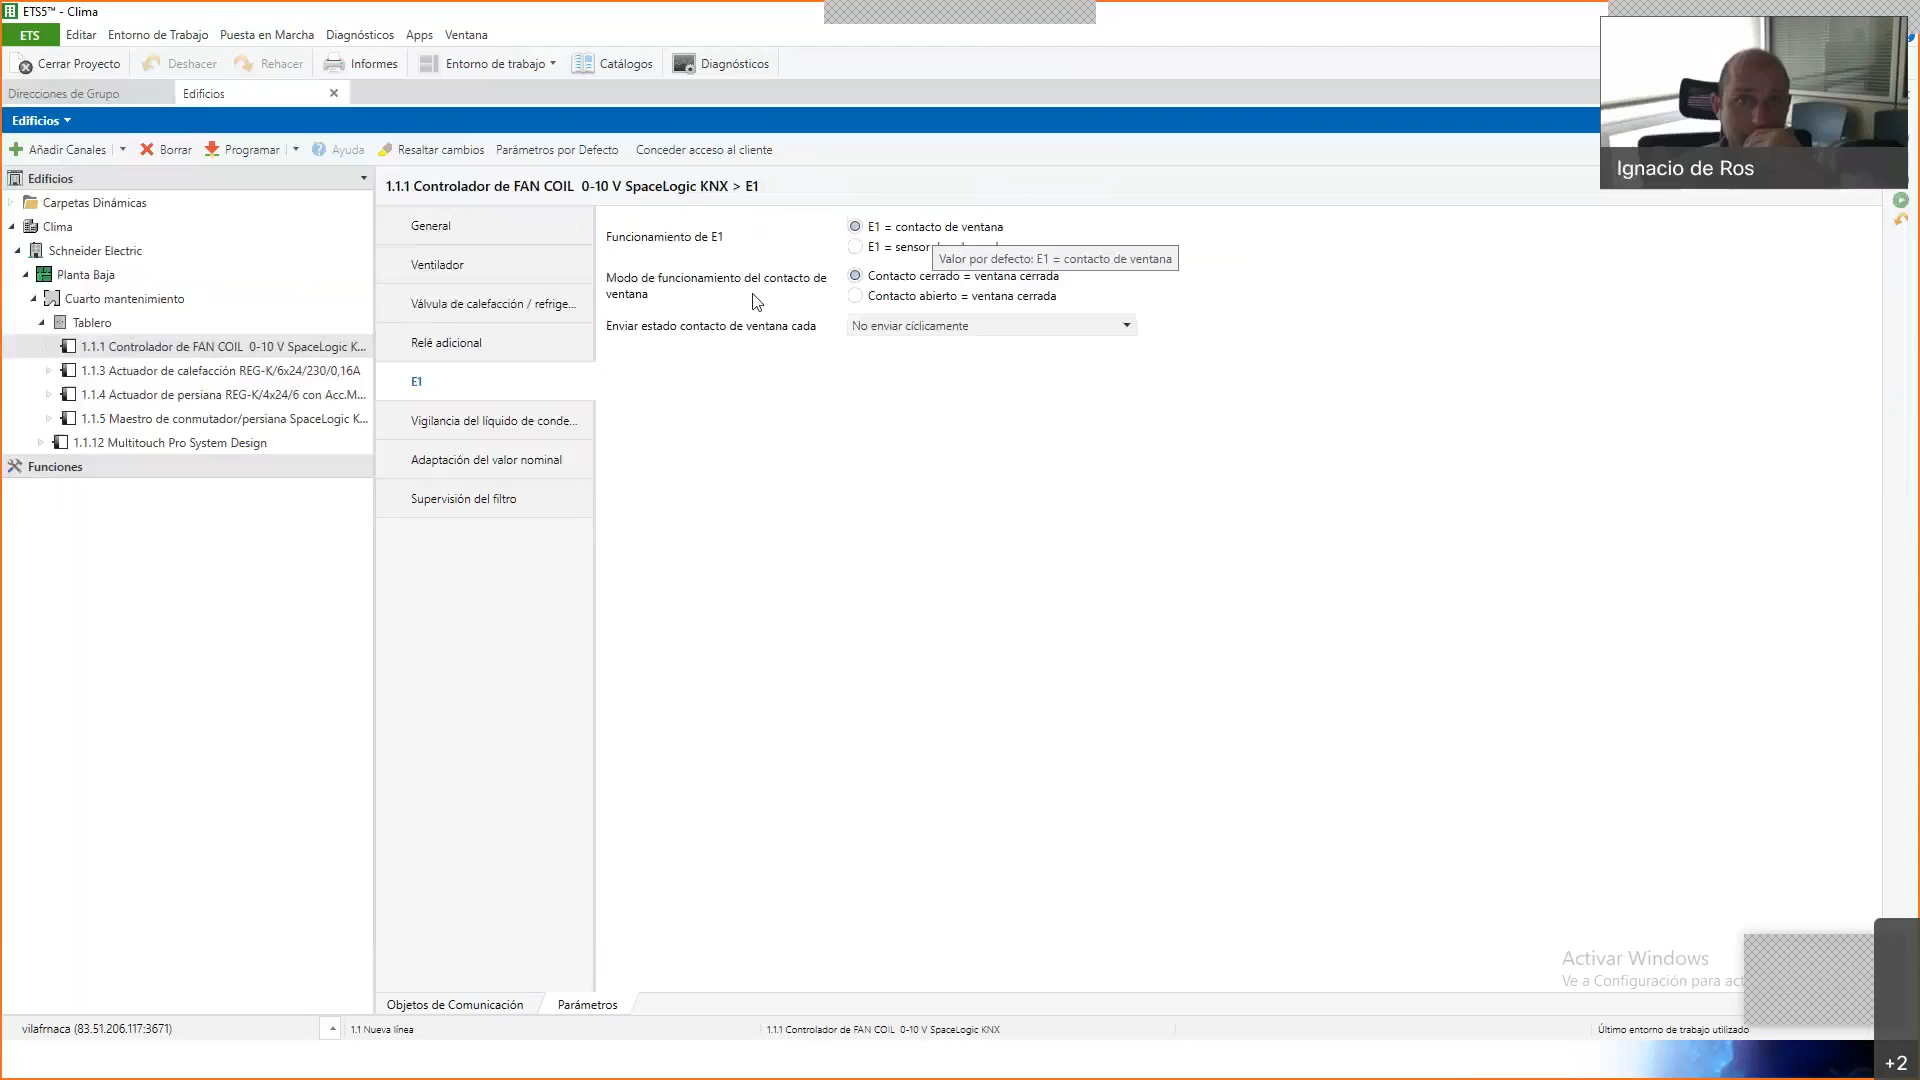 ETS5™ - Clima
ETS Editar Entorno de Trabajo Puesta en Marcha Diagnósticos Apps Ventana
Cerrar Proyecto Deshacer Rehacer Informes Entorno de trabajo Catálogos Diagnósticos
Direcciones de Grupo Edificios
Edificios
Añadir Canales Borrar Programar Ayuda Resaltar cambios Parámetros por Defecto Conceder acceso al cliente
Ignacio de Ros
Edificios
Carpetas Dinámicas
Clima
Schneider Electric
Planta Baja
Cuarto mantenimiento
Tablero
1.1.1 Controlador de FAN COIL 0-10 V SpaceLogic K...
1.1.3 Actuador de calefacción REG-K/6x24/230/0,16A
1.1.4 Actuador de persiana REG-K/4x24/6 con Acc.M...
1.1.5 Maestro de conmutador/persiana SpaceLogic K...
1.1.12 Multitouch Pro System Design
Funciones
1.1.1 Controlador de FAN COIL 0-10 V SpaceLogic KNX > E1
General
Ventilador
Válvula de calefacción / refrige...
Relé adicional
E1
Vigilancia del líquido de conde...
Adaptación del valor nominal
Supervisión del filtro
Funcionamiento de E1
E1 = contacto de ventana
E1 = sensor
Valor por defecto: E1 = contacto de ventana
Modo de funcionamiento del contacto de
ventana
Contacto cerrado = ventana cerrada
Contacto abierto = ventana cerrada
Enviar estado contacto de ventana cada
No enviar cíclicamente
Activar Windows
Ve a Configuración para
Objetos de Comunicación Parámetros
vilafrnaca (83.51.206.117:3671) 1.1 Nueva línea 1.1.1 Controlador de FAN COIL 0-10 V SpaceLogic KNX Último entorno de trabajo utilizado
+2